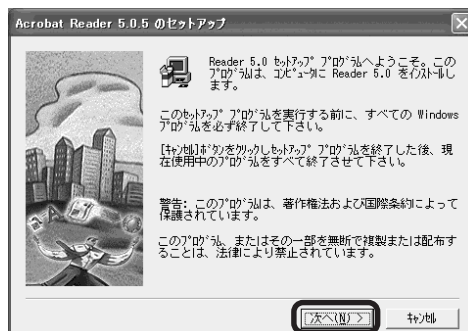 Acrobat Reader 5.0.5 のセットアップ
Reader 5.0 ｾｯﾄｱｯﾌﾟ ﾌﾟﾛｸﾞﾗﾑへようこそ。この
ﾌﾟﾛｸﾞﾗﾑは、ｺﾝﾋﾟｭｰﾀに Reader 5.0 をｲﾝｽﾄｰﾙし
ます。
このｾｯﾄｱｯﾌﾟ ﾌﾟﾛｸﾞﾗﾑを実行する前に、すべての Windows
ﾌﾟﾛｸﾞﾗﾑを必ず終了して下さい。
[ｷｬﾝｾﾙ]ﾎﾞﾀﾝをｸﾘｯｸしｾｯﾄｱｯﾌﾟ ﾌﾟﾛｸﾞﾗﾑを終了した後、現
在使用中のﾌﾟﾛｸﾞﾗﾑをすべて終了させて下さい。
警告: このﾌﾟﾛｸﾞﾗﾑは、著作権法および国際条約によって
保護されています。
このﾌﾟﾛｸﾞﾗﾑ、またはその一部を無断で複製または配布す
ることは、法律により禁止されています。
次へ(N) >
ｷｬﾝｾﾙ